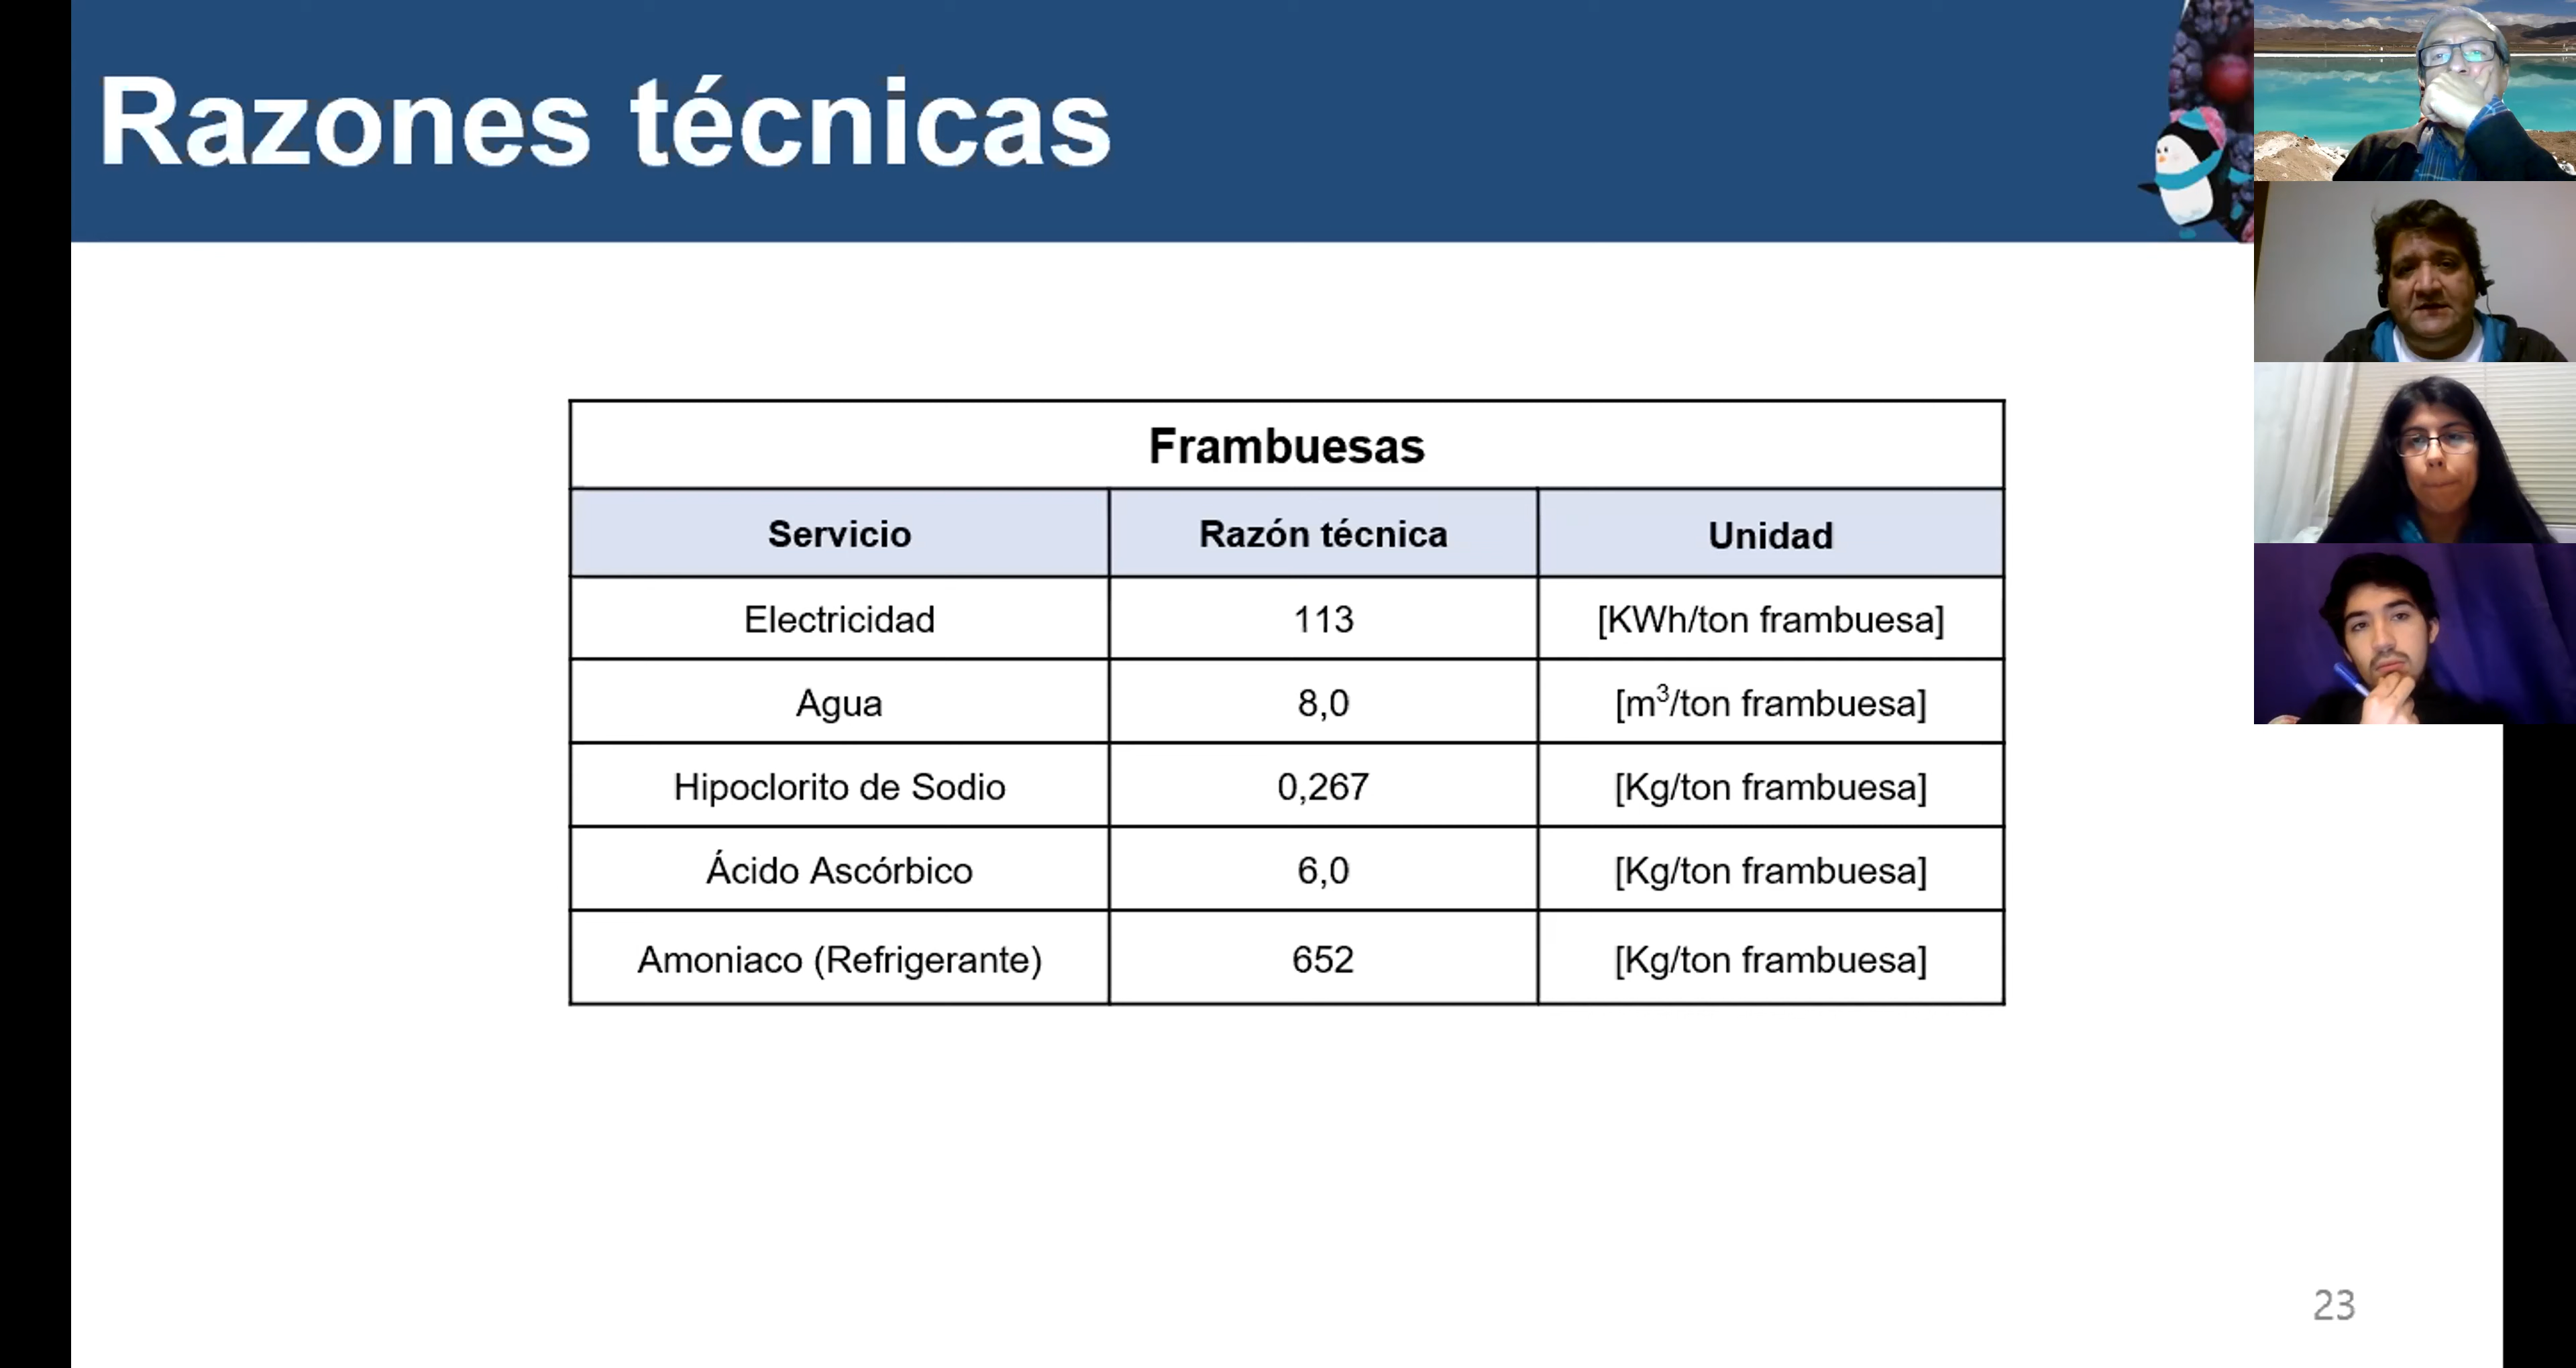 Razones técnicas
Frambuesas
Servicio Razón técnica Unidad
Electricidad 113 [KWh/ton frambuesa]
Agua 8,0 [m³/ton frambuesa]
Hipoclorito de Sodio 0,267 [Kg/ton frambuesa]
Ácido Ascórbico 6,0 [Kg/ton frambuesa]
Amoniaco (Refrigerante) 652 [Kg/ton frambuesa]
23